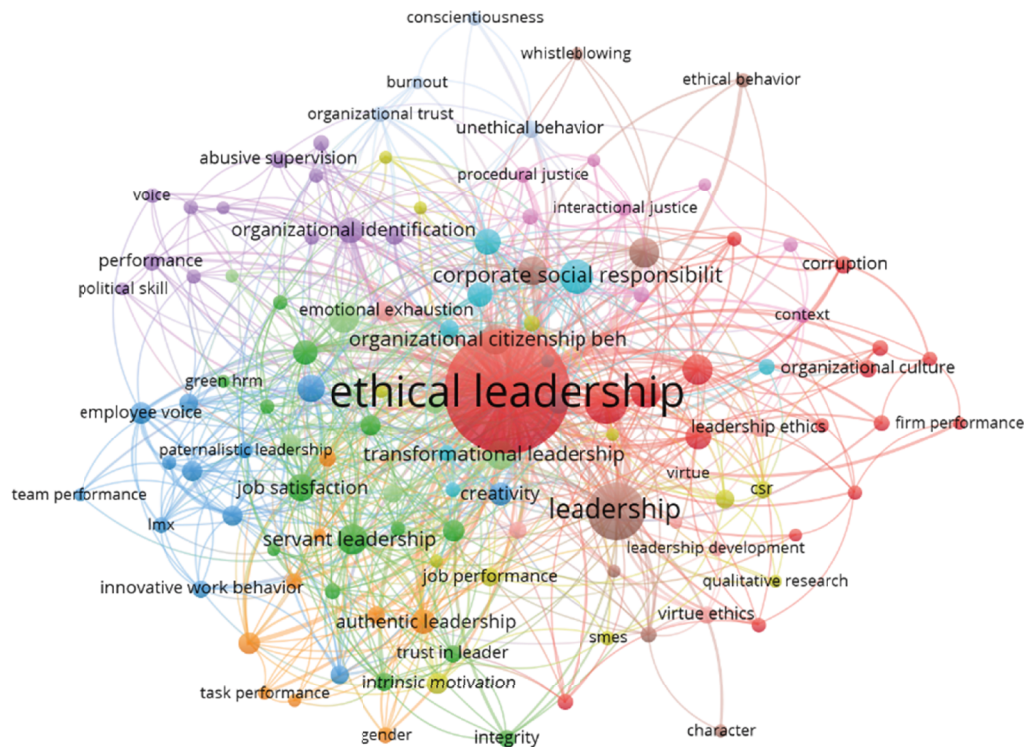 conscientiousness
whistleblowing
ethical behavior
burnout
organizational trust
unethical behavior
abusive supervision
procedural justice
voice
interactional justice
organizational identification
performance
corruption
corporate social responsibilit
political skill
emotional exhaustion
context
organizational citizenship beh
organizational culture
green hrm
ethical leadership
employee voice
firm performance
leadership ethics
paternalistic leadership
transformational leadership
virtue
job satisfaction
csr
team performance
creativity
leadership
lmx
servant leadership
leadership development
job performance
qualitative research
innovative work behavior
virtue ethics
authentic leadership
smes
trust in leader
intrinsic motivation
task performance
character
gender
integrity